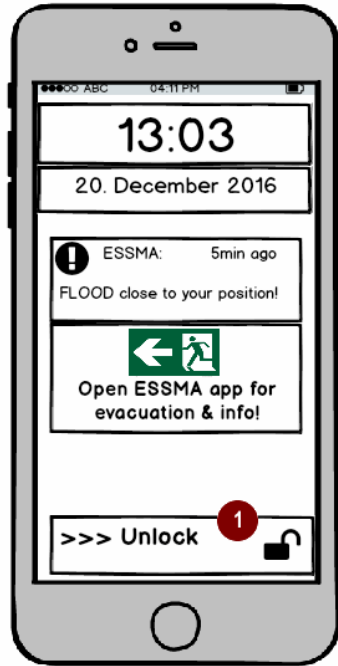 ABC 04:11 PM
13:03
20. December 2016
ESSMA: 5min ago
FLOOD close to your position!
Open ESSMA app for
evacuation & info!
1
>>> Unlock